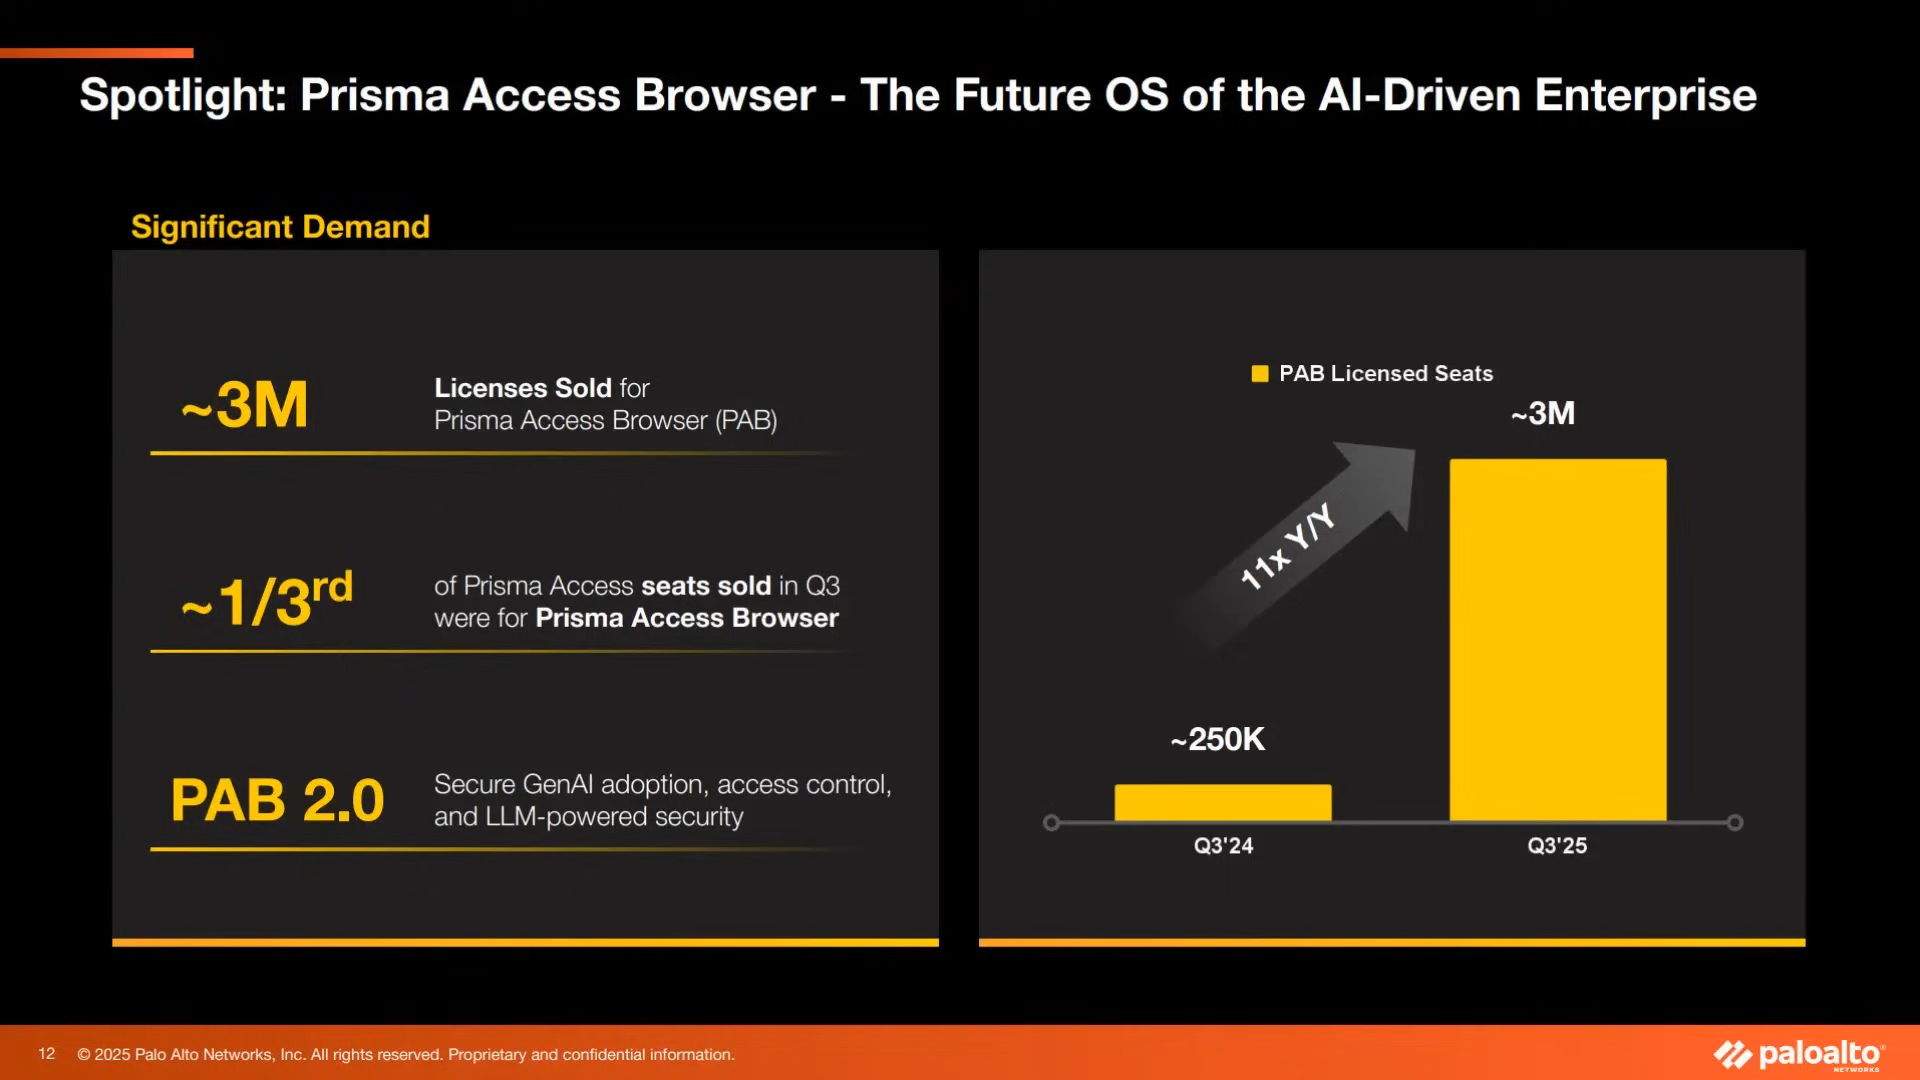 Spotlight: Prisma Access Browser - The Future OS of the AI-Driven Enterprise
Significant Demand
~3M
Licenses Sold for
Prisma Access Browser (PAB)
~1/3rd
of Prisma Access seats sold in Q3
were for Prisma Access Browser
PAB 2.0
Secure GenAI adoption, access control,
and LLM-powered security
PAB Licensed Seats
~3M
11x Y/Y
~250K
Q3'24
Q3'25
12
© 2025 Palo Alto Networks, Inc. All rights reserved. Proprietary and confidential information.
paloalto®
NETWORKS